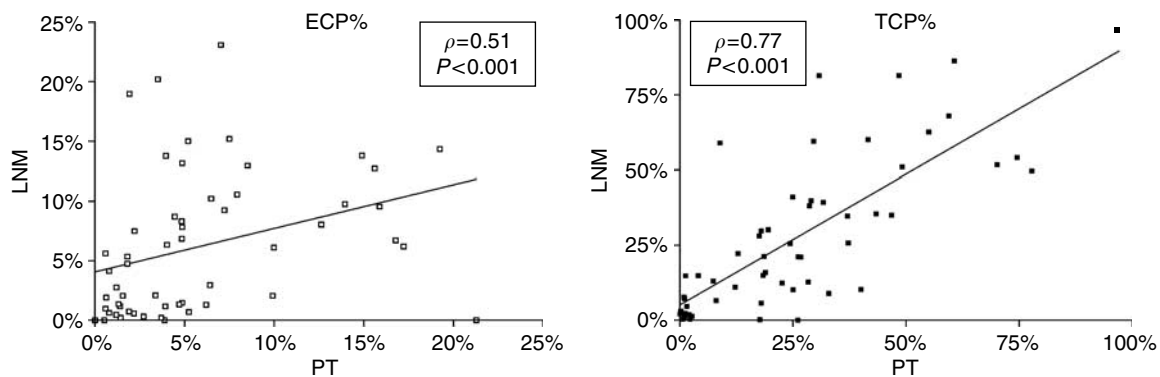 ECP%
25%
20%
15%
10%
5%
0%
LNM
ρ=0.51
P<0.001
0% 5% 10% 15% 20% 25%
PT
TCP%
100%
75%
50%
25%
0%
LNM
ρ=0.77
P<0.001
0% 25% 50% 75% 100%
PT